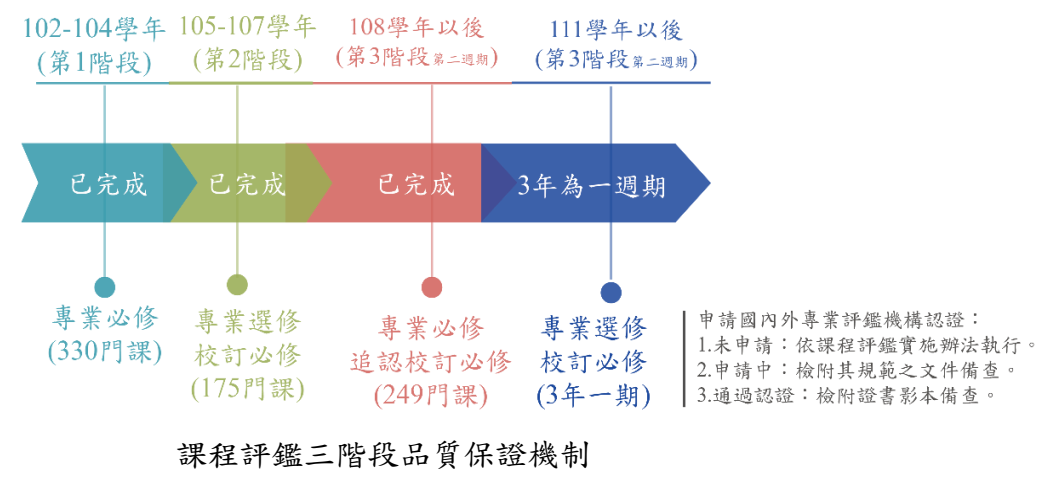 102-104學年
(第1階段)
105-107學年
(第2階段)
108學年以後
(第3階段第二週期)
111學年以後
(第3階段第二週期)
已完成
已完成
已完成
3年為一週期
專業必修
(330門課)
專業選修
校訂必修
(175門課)
專業必修
追認校訂必修
(249門課)
專業選修
校訂必修
(3年一期)
申請國內外專業評鑑機構認證：
1.未申請：依課程評鑑實施辦法執行。
2.申請中：檢附其規範之文件備查。
3.通過認證：檢附證書影本備查。
課程評鑑三階段品質保證機制